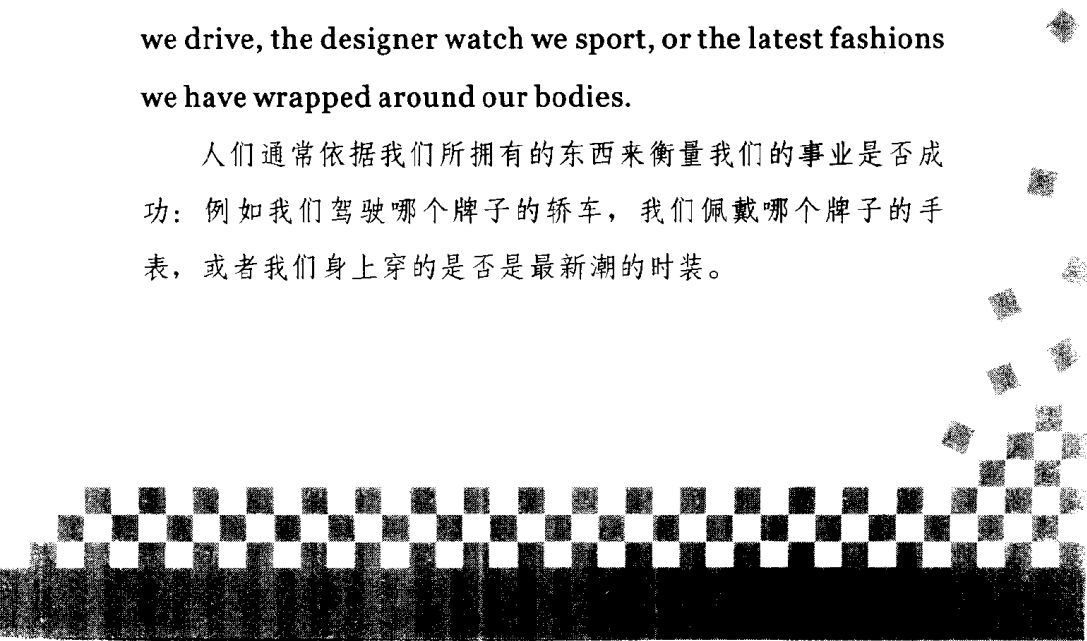 we drive, the designer watch we sport, or the latest fashions
we have wrapped around our bodies.
人们通常依据我们所拥有的东西来衡量我们的事业是否成
功：例如我们驾驶哪个牌子的轿车，我们佩戴哪个牌子的手
表，或者我们身上穿的是否是最新潮的时装。